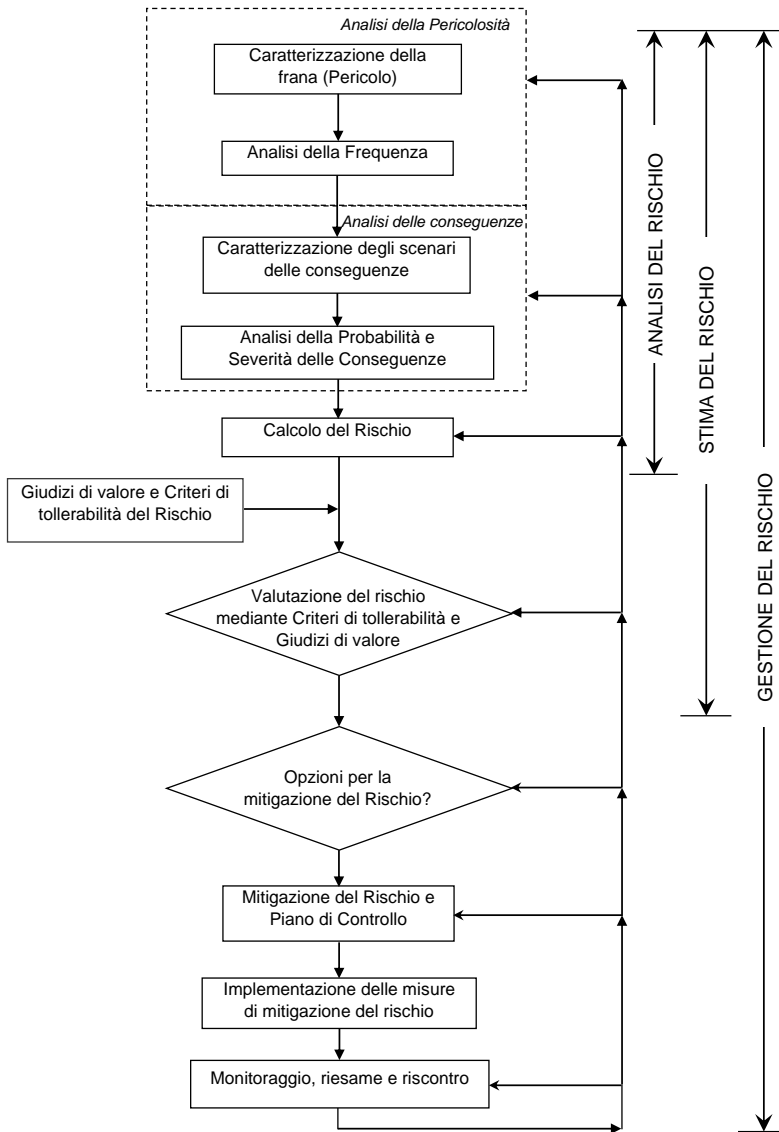 Analisi della Pericolosità
Caratterizzazione della
frana (Pericolo)
Analisi della Frequenza
Analisi delle conseguenze
Caratterizzazione degli scenari
delle conseguenze
Analisi della Probabilità e
Severità delle Conseguenze
Calcolo del Rischio
Giudizi di valore e Criteri di
tollerabilità del Rischio
Valutazione del rischio
mediante Criteri di tollerabilità e
Giudizi di valore
Opzioni per la
mitigazione del Rischio?
Mitigazione del Rischio e
Piano di Controllo
Implementazione delle misure
di mitigazione del rischio
Monitoraggio, riesame e riscontro
ANALISI DEL RISCHIO
STIMA DEL RISCHIO
GESTIONE DEL RISCHIO